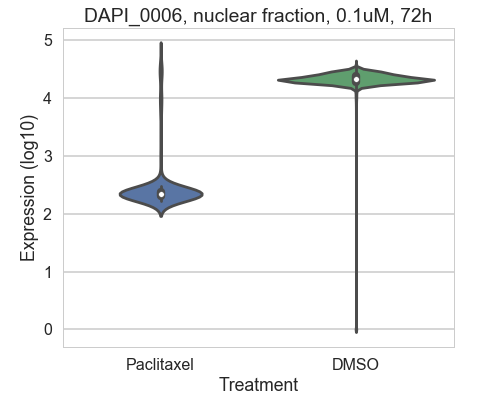 DAPI_0006, nuclear fraction, 0.1uM, 72h
Expression (log10)
5
4
3
2
1
0
Paclitaxel DMSO
Treatment